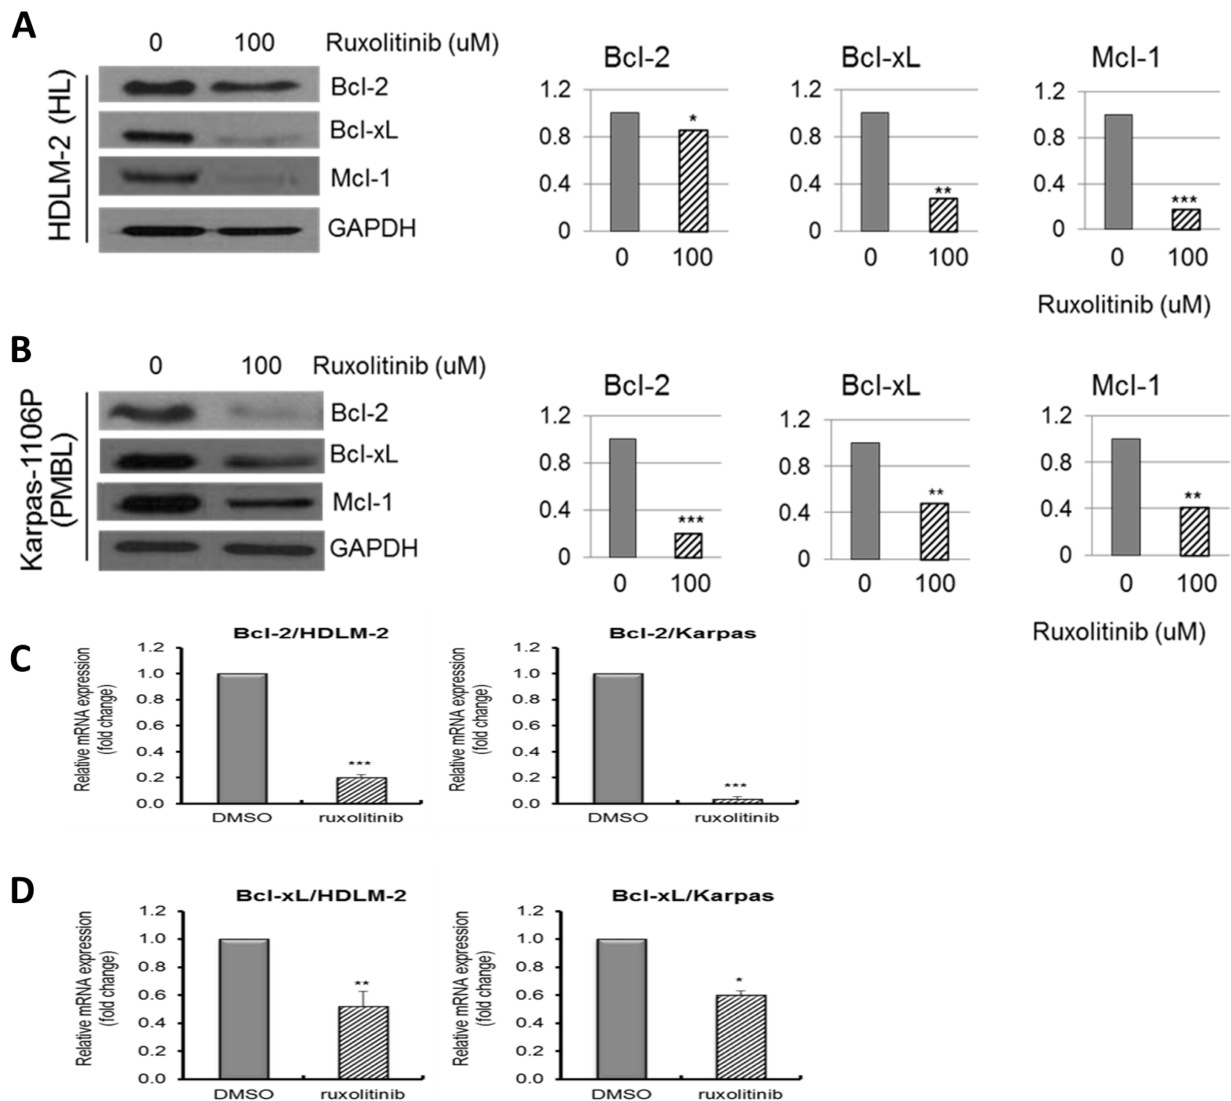 A
0 100 Ruxolitinib (uM)
HDLM-2 (HL)
Bcl-2
Bcl-xL
Mcl-1
GAPDH
Bcl-2
1.2
0.8
0.4
0
*
0 100
Bcl-xL
1.2
0.8
0.4
0
**
0 100
Mcl-1
1.2
0.8
0.4
0
***
0 100
Ruxolitinib (uM)
B
0 100 Ruxolitinib (uM)
Karpas-1106P
(PMBL)
Bcl-2
Bcl-xL
Mcl-1
GAPDH
Bcl-2
1.2
0.8
0.4
0
***
0 100
Bcl-xL
1.2
0.8
0.4
0
**
0 100
Mcl-1
1.2
0.8
0.4
0
**
0 100
Ruxolitinib (uM)
C
Bcl-2/HDLM-2
Relative mRNA expression
(fold change)
1.2
1.0
0.8
0.6
0.4
0.2
0.0
***
DMSO ruxolitinib
Bcl-2/Karpas
Relative mRNA expression
(fold change)
1.2
1.0
0.8
0.6
0.4
0.2
0.0
***
DMSO ruxolitinib
D
Bcl-xL/HDLM-2
Relative mRNA expression
(fold change)
1.2
1.0
0.8
0.6
0.4
0.2
0.0
**
DMSO ruxolitinib
Bcl-xL/Karpas
Relative mRNA expression
(fold change)
1.2
1.0
0.8
0.6
0.4
0.2
0.0
*
DMSO ruxolitinib